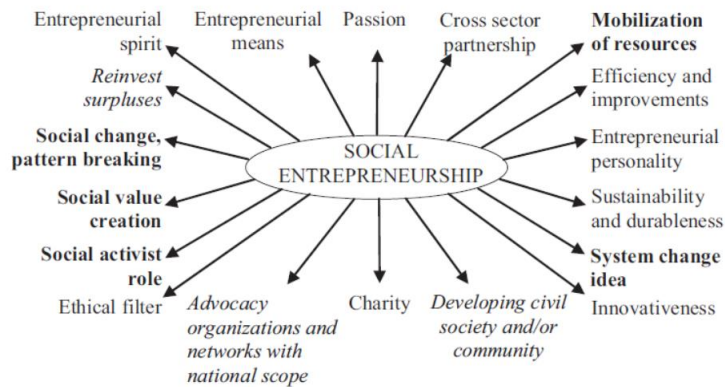 Entrepreneurial
spirit
Entrepreneurial
means
Passion
Cross sector
partnership
Mobilization
of resources
Reinvest
surpluses
Efficiency and
improvements
Social change,
pattern breaking
SOCIAL
ENTREPRENEURSHIP
Entrepreneurial
personality
Social value
creation
Sustainability
and durableness
Social activist
role
System change
idea
Ethical filter
Advocacy
organizations and
networks with
national scope
Charity
Developing civil
society and/or
community
Innovativeness